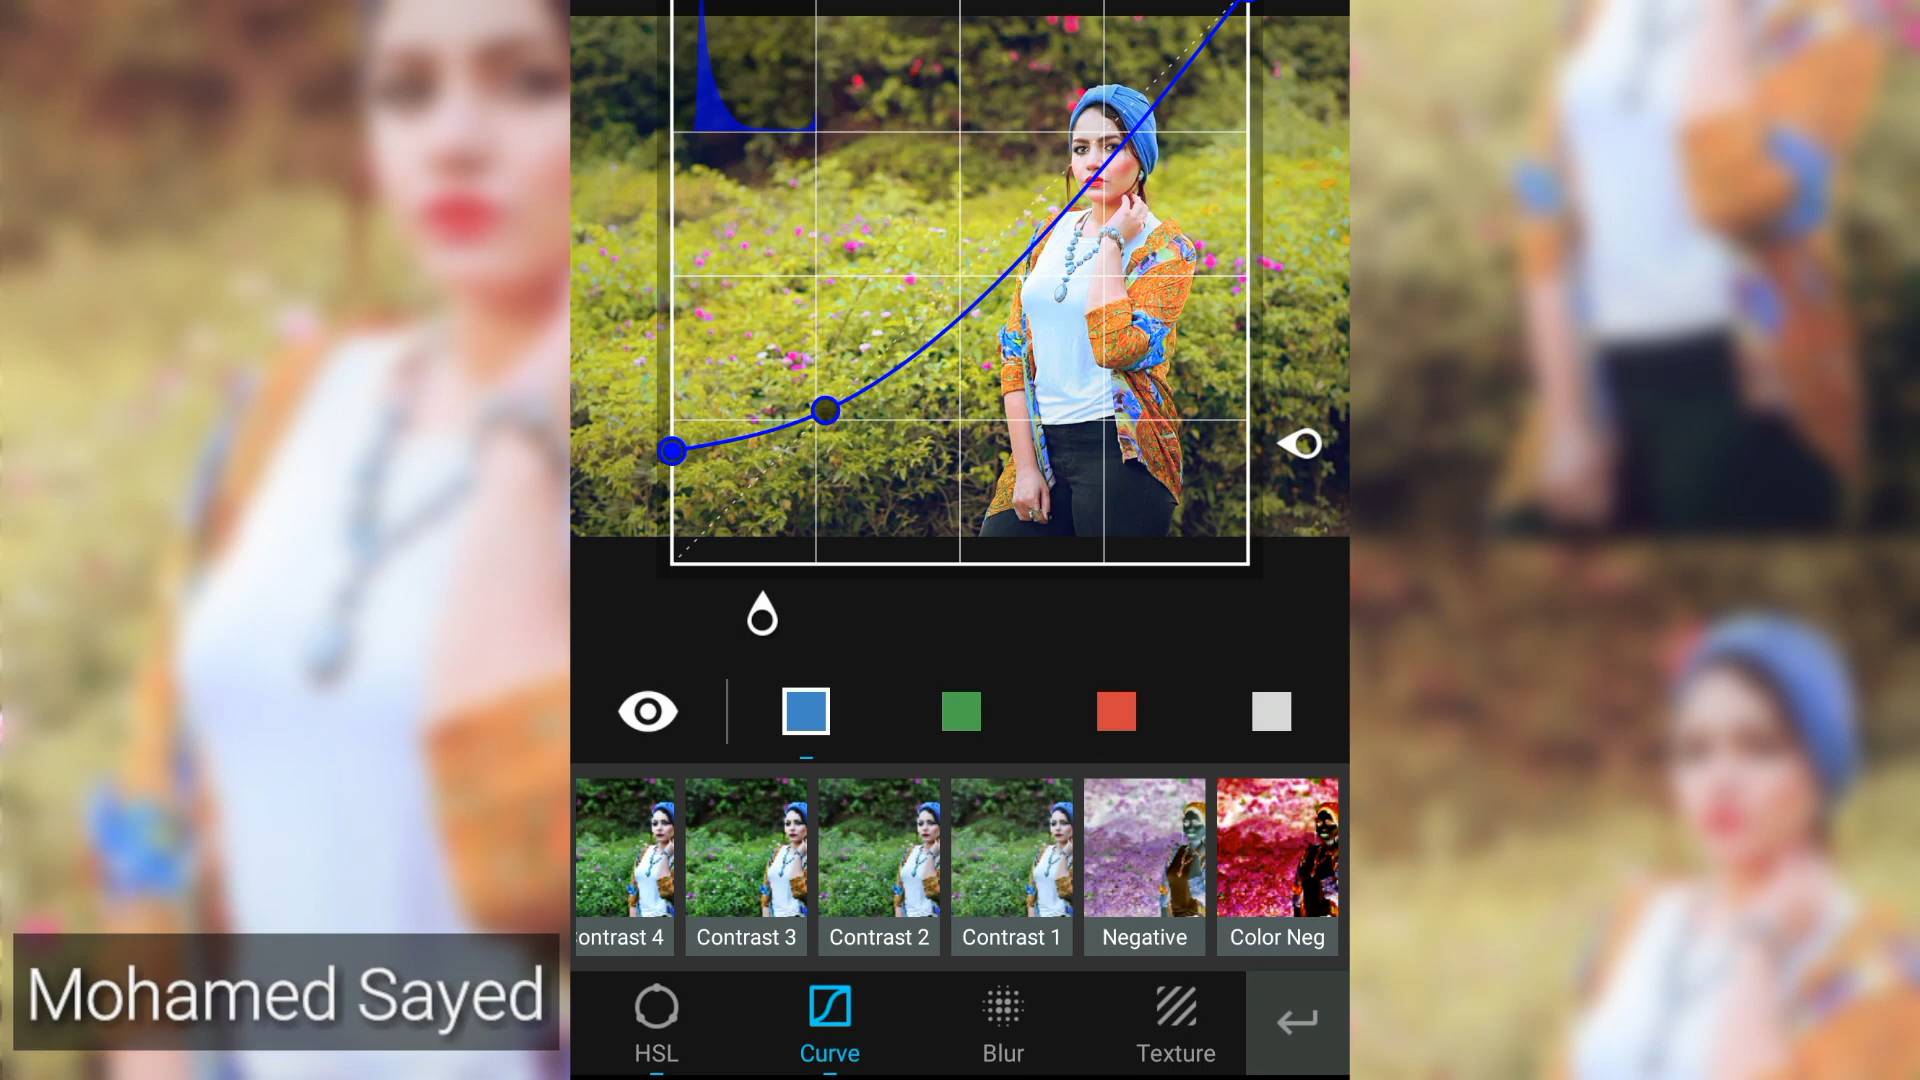 ontrast 4
Contrast 3
Contrast 2
Contrast 1
Negative
Color Neg
Mohamed Sayed
HSL
Curve
Blur
Texture